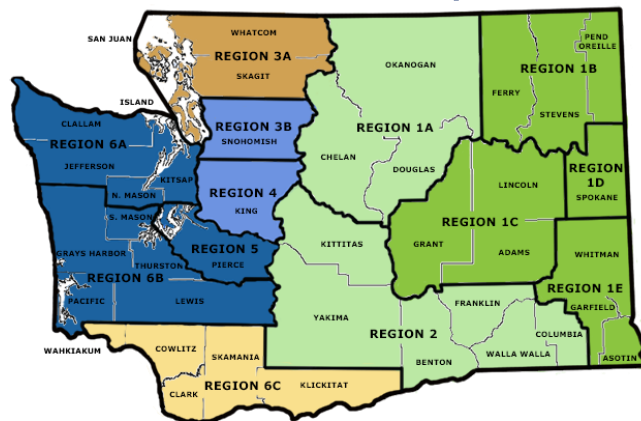 WHATCOM
SAN JUAN
REGION 3A
SKAGIT
OKANOGAN
PEND
OREILLE
REGION 1B
FERRY
STEVENS
ISLAND
CLALLAM
REGION 6A
JEFFERSON
KITSAP
N. MASON
REGION 3B
SNOHOMISH
REGION 1A
CHELAN
DOUGLAS
REGION
1D
SPOKANE
REGION 4
KING
LINCOLN
REGION 1C
GRANT
ADAMS
S. MASON
GRAYS HARBOR
THURSTON
REGION 6B
PACIFIC
LEWIS
REGION 5
PIERCE
KITTITAS
YAKIMA
WHITMAN
REGION 1E
GARFIELD
ASOTIN
FRANKLIN
REGION 2
COLUMBIA
BENTON
WALLA WALLA
WAHKIAKUM
COWLITZ
SKAMANIA
CLARK
REGION 6C
KLICKITAT